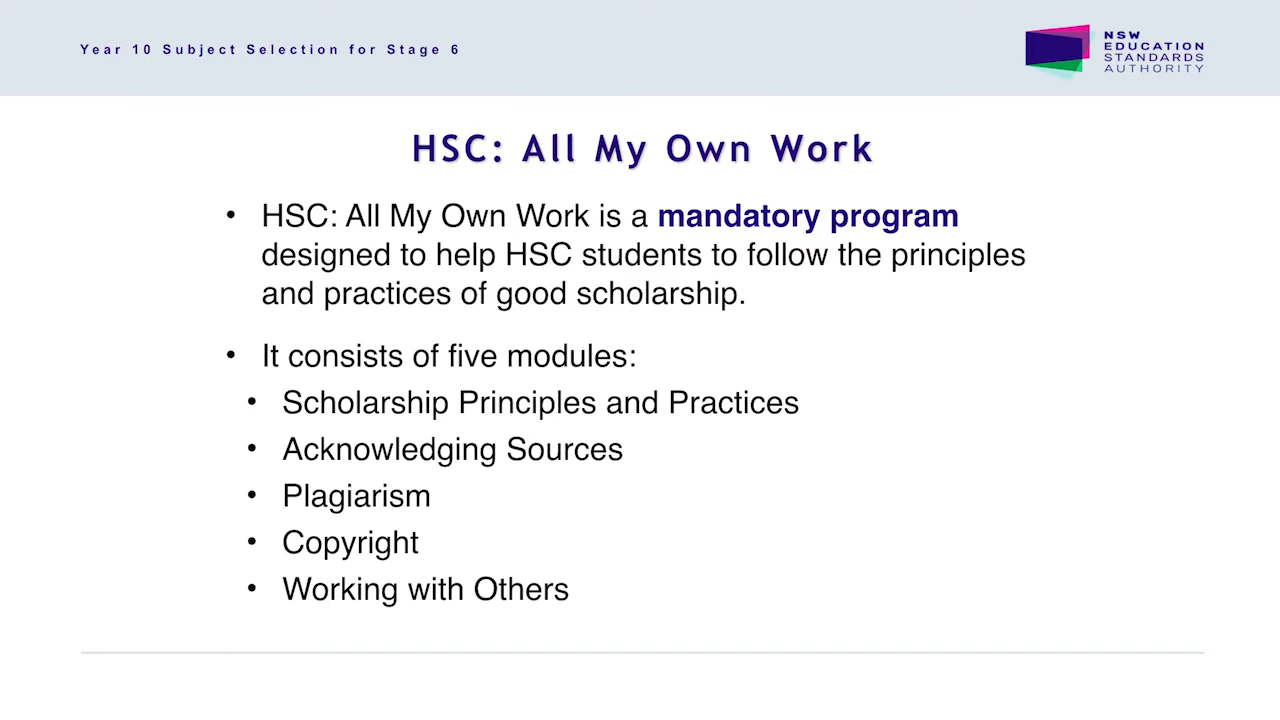 Year 10 Subject Selection for Stage 6
NSW
EDUCATION
STANDARDS
AUTHORITY
HSC: All My Own Work
• HSC: All My Own Work is a mandatory program
designed to help HSC students to follow the principles
and practices of good scholarship.
• It consists of five modules:
• Scholarship Principles and Practices
• Acknowledging Sources
• Plagiarism
• Copyright
• Working with Others